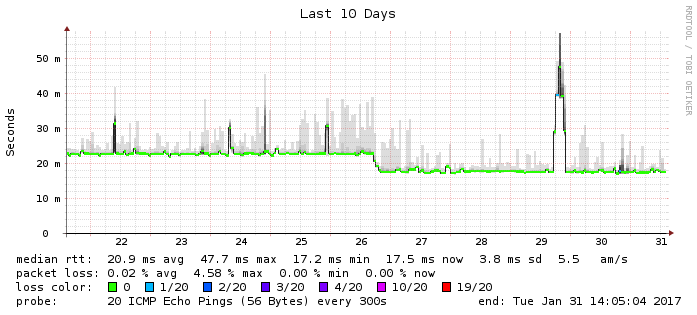 Last 10 Days
RRDTOOL / TOBI OETIKER
Seconds
50 m
40 m
30 m
20 m
10 m
0
22 23 24 25 26 27 28 29 30 31
median rtt: 20.9 ms avg 47.7 ms max 17.2 ms min 17.5 ms now 3.8 ms sd 5.5 am/s
packet loss: 0.02 % avg 4.58 % max 0.00 % min 0.00 % now
loss color: 0 1/20 2/20 3/20 4/20 10/20 19/20
probe: 20 ICMP Echo Pings (56 Bytes) every 300s end: Tue Jan 31 14:05:04 2017